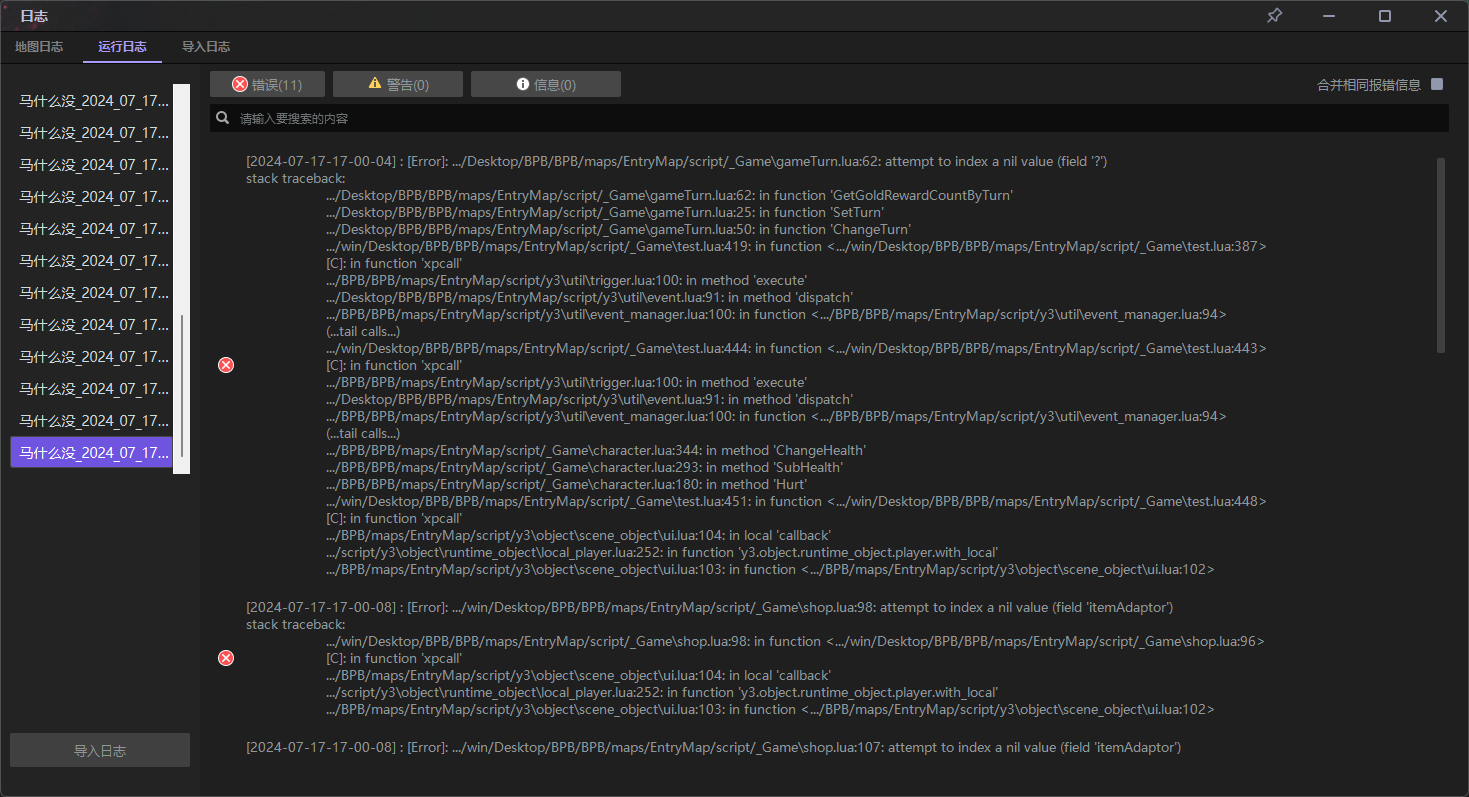 日志
地图日志 运行日志 导入日志
错误(11) 警告(0) 信息(0) 合并相同报错信息
请输入要搜索的内容
马什么没_2024_07_17...
马什么没_2024_07_17...
马什么没_2024_07_17...
马什么没_2024_07_17...
马什么没_2024_07_17...
马什么没_2024_07_17...
马什么没_2024_07_17...
马什么没_2024_07_17...
马什么没_2024_07_17...
马什么没_2024_07_17...
马什么没_2024_07_17...
马什么没_2024_07_17...
导入日志
[2024-07-17-17-00-04] : [Error]: .../Desktop/BPB/BPB/maps/EntryMap/script/_Game\gameTurn.lua:62: attempt to index a nil value (field '?')
stack traceback:
.../Desktop/BPB/BPB/maps/EntryMap/script/_Game\gameTurn.lua:62: in function 'GetGoldRewardCountByTurn'
.../Desktop/BPB/BPB/maps/EntryMap/script/_Game\gameTurn.lua:25: in function 'SetTurn'
.../Desktop/BPB/BPB/maps/EntryMap/script/_Game\gameTurn.lua:50: in function 'ChangeTurn'
.../win/Desktop/BPB/BPB/maps/EntryMap/script/_Game\test.lua:419: in function <.../win/Desktop/BPB/BPB/maps/EntryMap/script/_Game\test.lua:387>
[C]: in function 'xpcall'
.../BPB/BPB/maps/EntryMap/script/y3\util\trigger.lua:100: in method 'execute'
.../Desktop/BPB/BPB/maps/EntryMap/script/y3\util\event.lua:91: in method 'dispatch'
.../BPB/BPB/maps/EntryMap/script/y3\util\event_manager.lua:100: in function <.../BPB/BPB/maps/EntryMap/script/y3\util\event_manager.lua:94>
(...tail calls...)
.../win/Desktop/BPB/BPB/maps/EntryMap/script/_Game\test.lua:444: in function <.../win/Desktop/BPB/BPB/maps/EntryMap/script/_Game\test.lua:443>
[C]: in function 'xpcall'
.../BPB/BPB/maps/EntryMap/script/y3\util\trigger.lua:100: in method 'execute'
.../Desktop/BPB/BPB/maps/EntryMap/script/y3\util\event.lua:91: in method 'dispatch'
.../BPB/BPB/maps/EntryMap/script/y3\util\event_manager.lua:100: in function <.../BPB/BPB/maps/EntryMap/script/y3\util\event_manager.lua:94>
(...tail calls...)
.../BPB/BPB/maps/EntryMap/script/_Game\character.lua:344: in method 'ChangeHealth'
.../BPB/BPB/maps/EntryMap/script/_Game\character.lua:293: in method 'SubHealth'
.../BPB/BPB/maps/EntryMap/script/_Game\character.lua:180: in method 'Hurt'
.../win/Desktop/BPB/BPB/maps/EntryMap/script/_Game\test.lua:451: in function <.../win/Desktop/BPB/BPB/maps/EntryMap/script/_Game\test.lua:448>
[C]: in function 'xpcall'
.../BPB/maps/EntryMap/script/y3\object\scene_object\ui.lua:104: in local 'callback'
.../script/y3\object\runtime_object\local_player.lua:252: in function 'y3.object.runtime_object.player.with_local'
.../BPB/maps/EntryMap/script/y3\object\scene_object\ui.lua:103: in function <.../BPB/maps/EntryMap/script/y3\object\scene_object\ui.lua:102>
[2024-07-17-17-00-08] : [Error]: .../win/Desktop/BPB/BPB/maps/EntryMap/script/_Game\shop.lua:98: attempt to index a nil value (field 'itemAdaptor')
stack traceback:
.../win/Desktop/BPB/BPB/maps/EntryMap/script/_Game\shop.lua:98: in function <.../win/Desktop/BPB/BPB/maps/EntryMap/script/_Game\shop.lua:96>
[C]: in function 'xpcall'
.../BPB/maps/EntryMap/script/y3\object\scene_object\ui.lua:104: in local 'callback'
.../script/y3\object\runtime_object\local_player.lua:252: in function 'y3.object.runtime_object.player.with_local'
.../BPB/maps/EntryMap/script/y3\object\scene_object\ui.lua:103: in function <.../BPB/maps/EntryMap/script/y3\object\scene_object\ui.lua:102>
[2024-07-17-17-00-08] : [Error]: .../win/Desktop/BPB/BPB/maps/EntryMap/script/_Game\shop.lua:107: attempt to index a nil value (field 'itemAdaptor')